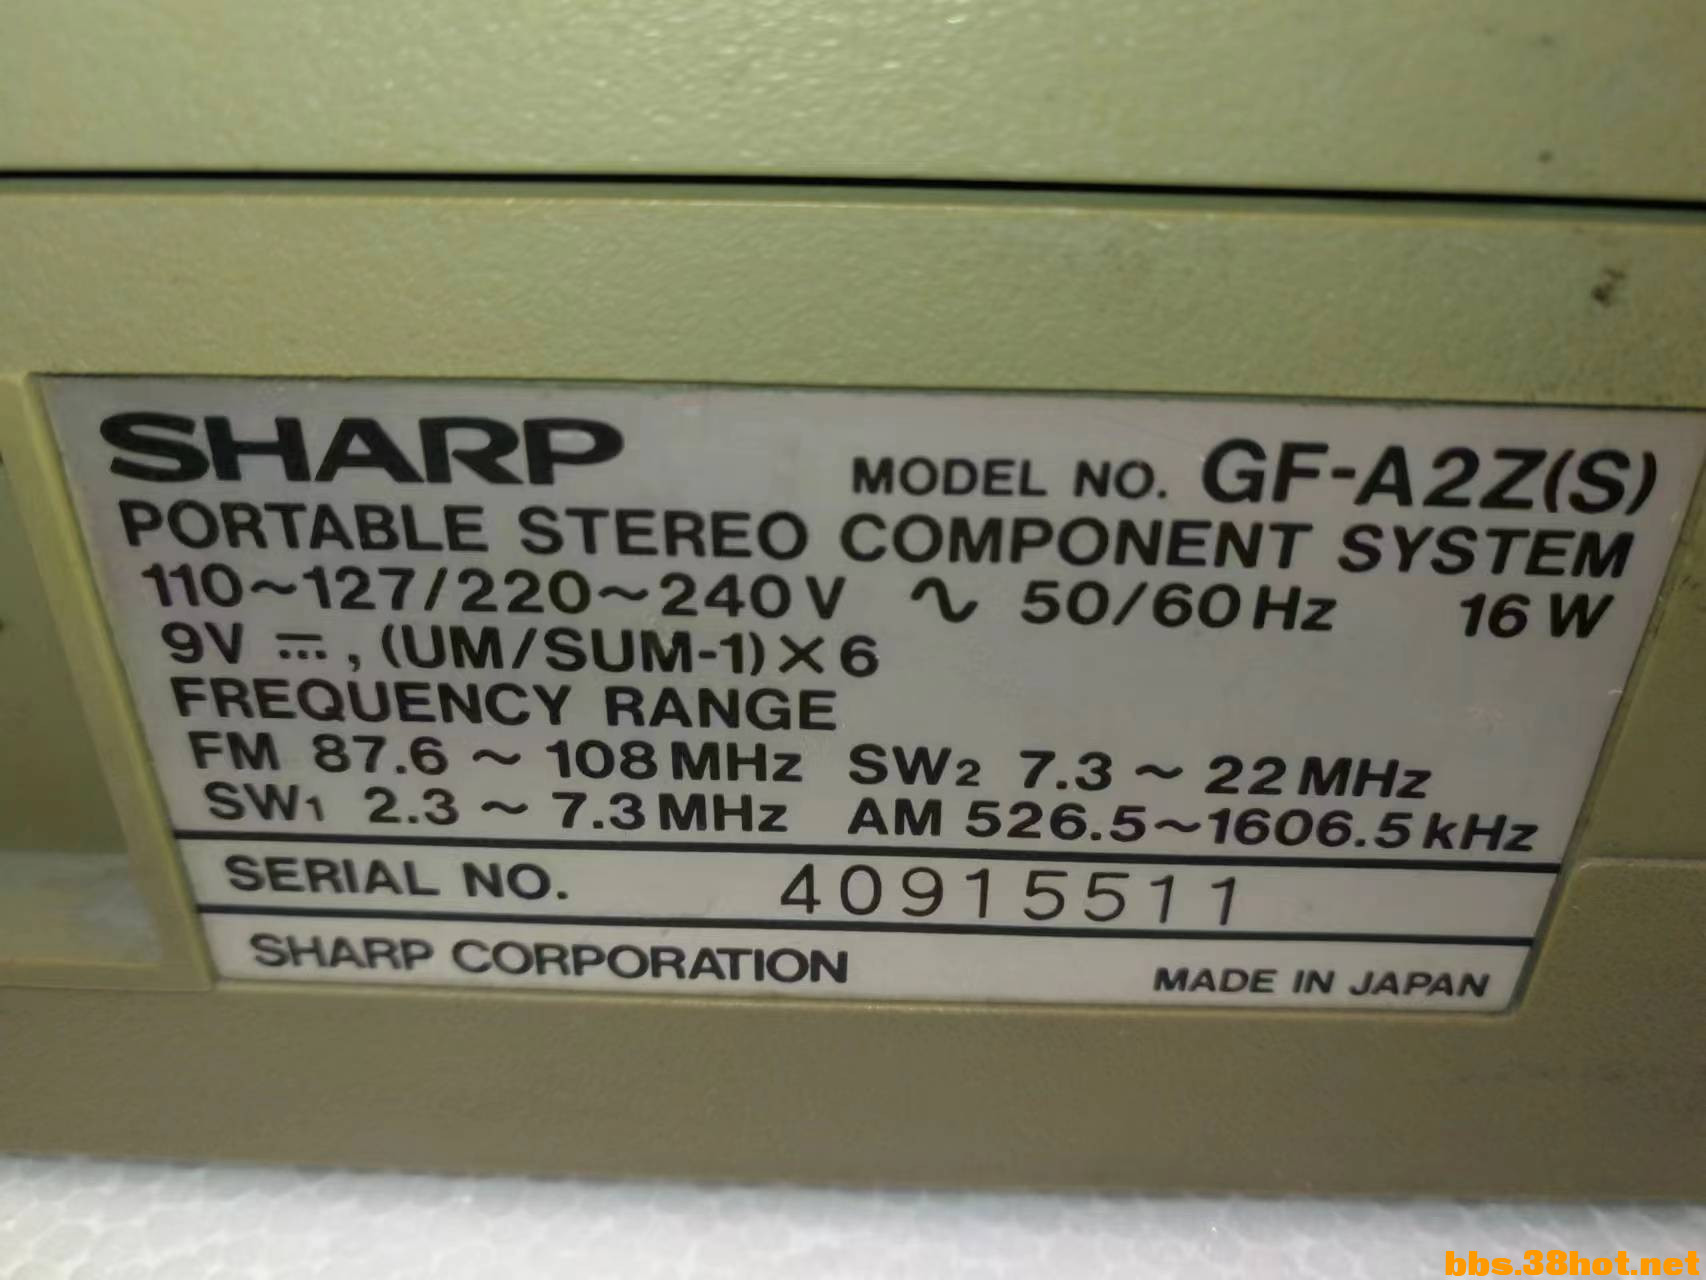 SHARP
MODEL NO. GF-A2Z(S)
PORTABLE STEREO COMPONENT SYSTEM
110~127/220~240V ∿ 50/60Hz 16W
9V ⎓, (UM/SUM-1)×6
FREQUENCY RANGE
FM 87.6 ~ 108MHz SW2 7.3 ~ 22MHz
SW1 2.3 ~ 7.3MHz AM 526.5~1606.5kHz
SERIAL NO. 40915511
SHARP CORPORATION MADE IN JAPAN
bbs.38hot.net